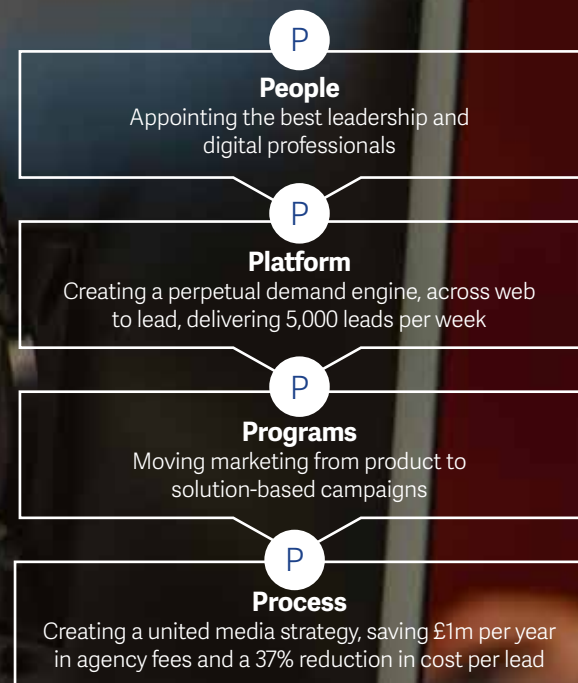 P
People
Appointing the best leadership and
digital professionals
P
Platform
Creating a perpetual demand engine, across web
to lead, delivering 5,000 leads per week
P
Programs
Moving marketing from product to
solution-based campaigns
P
Process
Creating a united media strategy, saving £1m per year
in agency fees and a 37% reduction in cost per lead